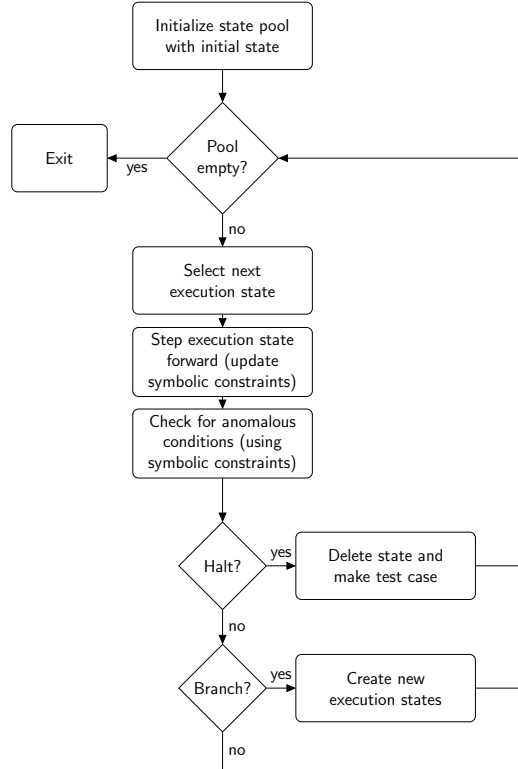 Initialize state pool
with initial state
Pool
empty?
Exit
yes
no
Select next
execution state
Step execution state
forward (update
symbolic constraints)
Check for anomalous
conditions (using
symbolic constraints)
Halt?
yes
Delete state and
make test case
no
Branch?
yes
Create new
execution states
no